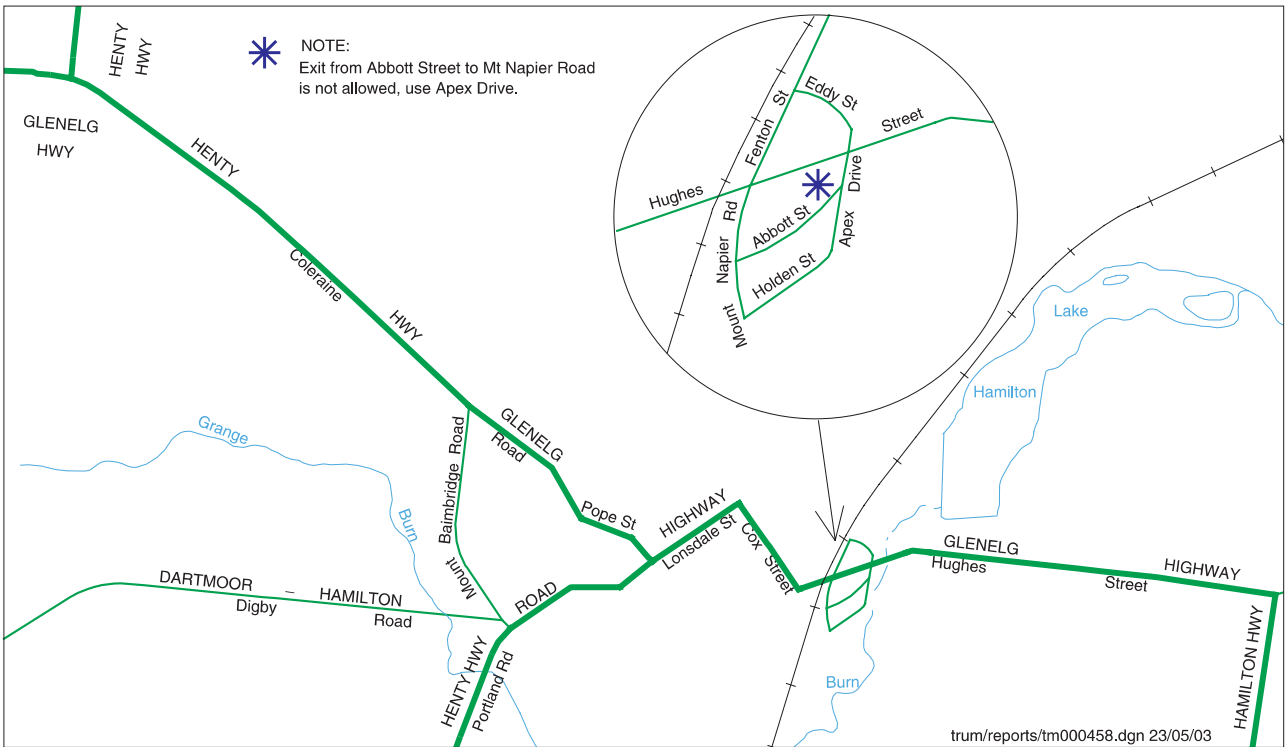 HENTY
HWY
NOTE:
Exit from Abbott Street to Mt Napier Road
is not allowed, use Apex Drive.
GLENELG
HWY
HENTY
Coleraine
HWY
Eddy St
Fenton St
Street
Hughes
Drive
Apex
Abbott St
Holden St
Mount Napier Rd
Lake
Hamilton
Grange
Burn
Baimbridge Road
Mount
GLENELG
Road
Pope St
HIGHWAY
Lonsdale St
Cox Street
DARTMOOR – HAMILTON
Digby Road
ROAD
HENTY HWY
Portland Rd
GLENELG HIGHWAY
Hughes Street
HAMILTON HWY
Burn
trum/reports/tm000458.dgn 23/05/03